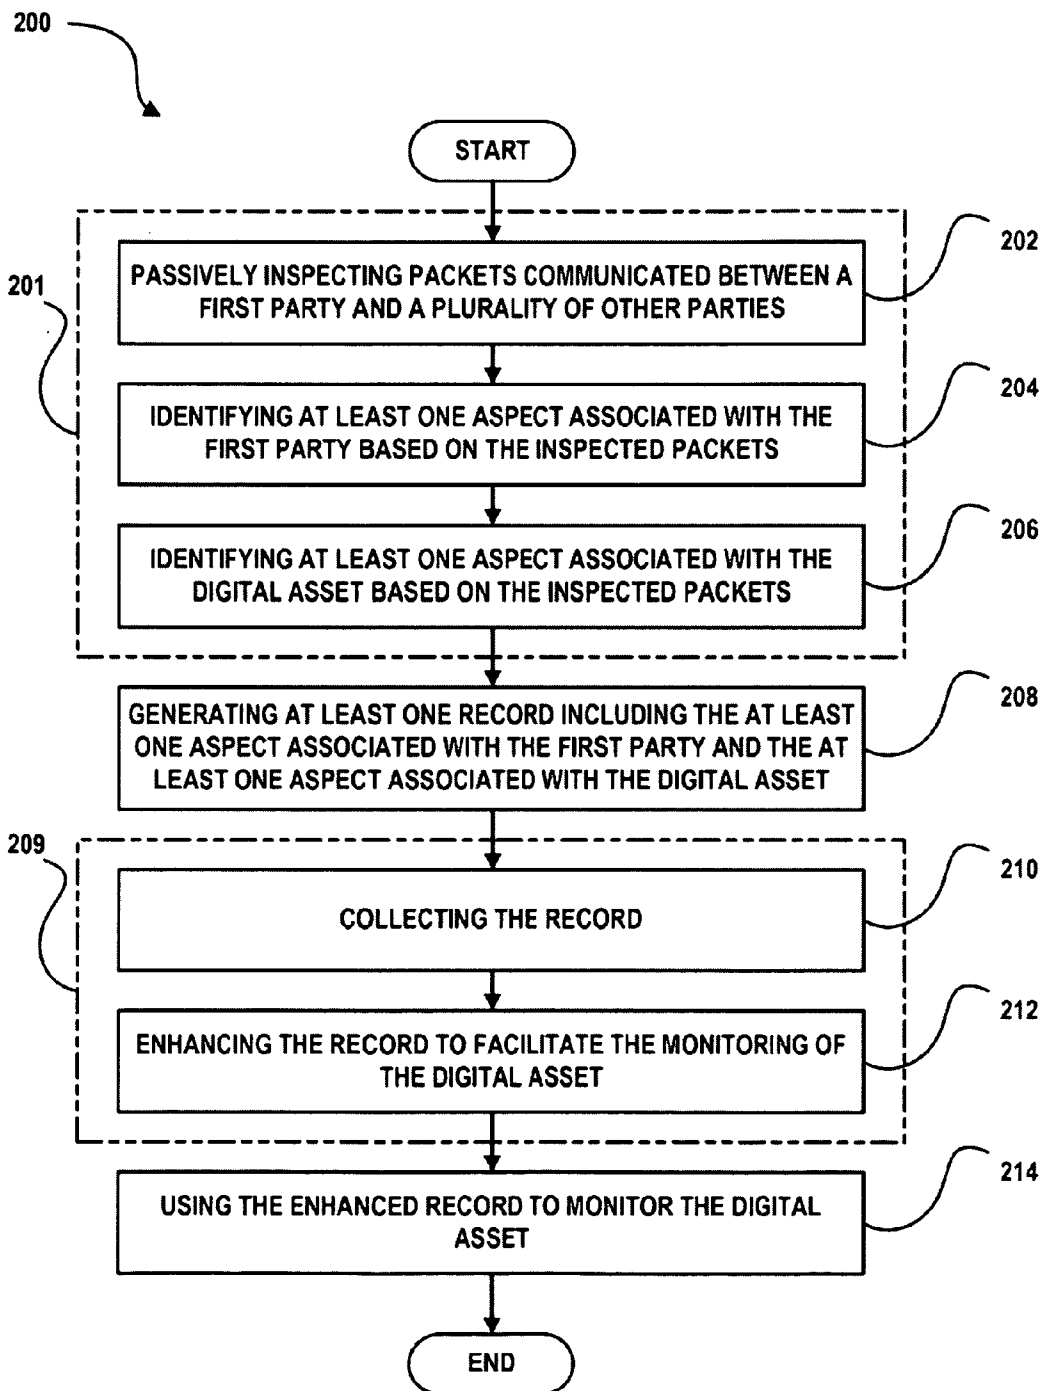 200
START
202
PASSIVELY INSPECTING PACKETS COMMUNICATED BETWEEN A
FIRST PARTY AND A PLURALITY OF OTHER PARTIES
201
204
IDENTIFYING AT LEAST ONE ASPECT ASSOCIATED WITH THE
FIRST PARTY BASED ON THE INSPECTED PACKETS
206
IDENTIFYING AT LEAST ONE ASPECT ASSOCIATED WITH THE
DIGITAL ASSET BASED ON THE INSPECTED PACKETS
208
GENERATING AT LEAST ONE RECORD INCLUDING THE AT LEAST
ONE ASPECT ASSOCIATED WITH THE FIRST PARTY AND THE AT
LEAST ONE ASPECT ASSOCIATED WITH THE DIGITAL ASSET
209
210
COLLECTING THE RECORD
212
ENHANCING THE RECORD TO FACILITATE THE MONITORING OF
THE DIGITAL ASSET
214
USING THE ENHANCED RECORD TO MONITOR THE DIGITAL
ASSET
END